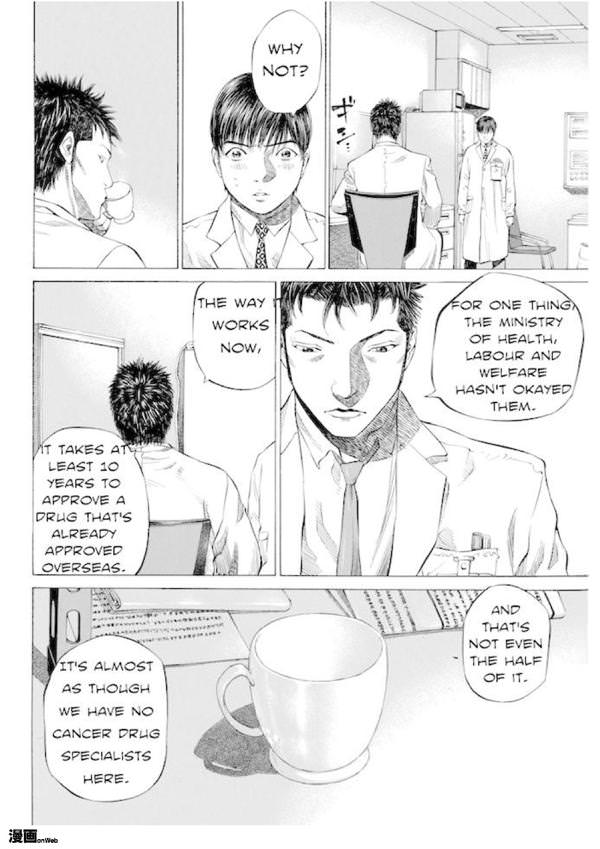 ギシ…
WHY
NOT?
FOR ONE THING,
THE MINISTRY
OF HEALTH,
LABOUR AND
WELFARE
HASN'T OKAYED
THEM.
THE WAY IT
WORKS
NOW,
IT TAKES AT
LEAST 10
YEARS TO
APPROVE A
DRUG THAT'S
ALREADY
APPROVED
OVERSEAS.
AND
THAT'S
NOT EVEN
THE HALF
OF IT.
IT'S ALMOST
AS THOUGH
WE HAVE NO
CANCER DRUG
SPECIALISTS
HERE.
漫画onWeb